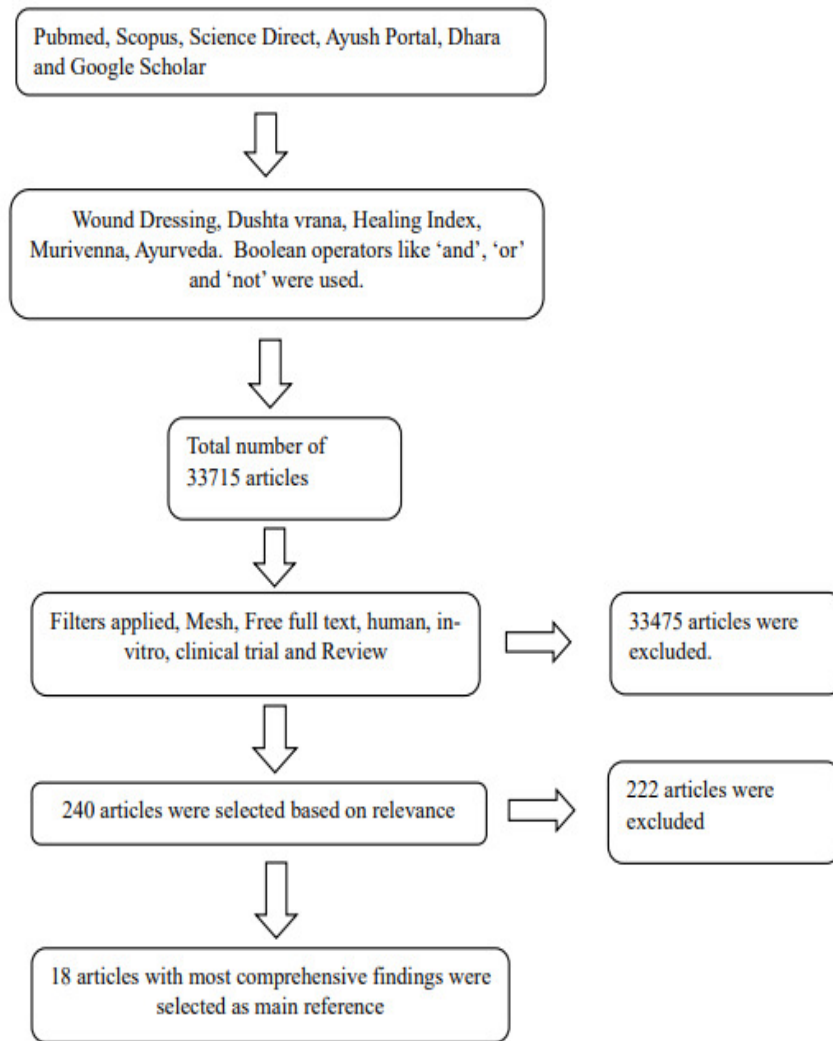 Pubmed, Scopus, Science Direct, Ayush Portal, Dhara
and Google Scholar
Wound Dressing, Dushta vrana, Healing Index,
Murivenna, Ayurveda.  Boolean operators like ‘and’, ‘or’
and ‘not’ were used.
Total number of
33715 articles
Filters applied, Mesh, Free full text, human, in-
vitro, clinical trial and Review
33475 articles were
excluded.
240 articles were selected based on relevance
222 articles were
excluded
18 articles with most comprehensive findings were
selected as main reference